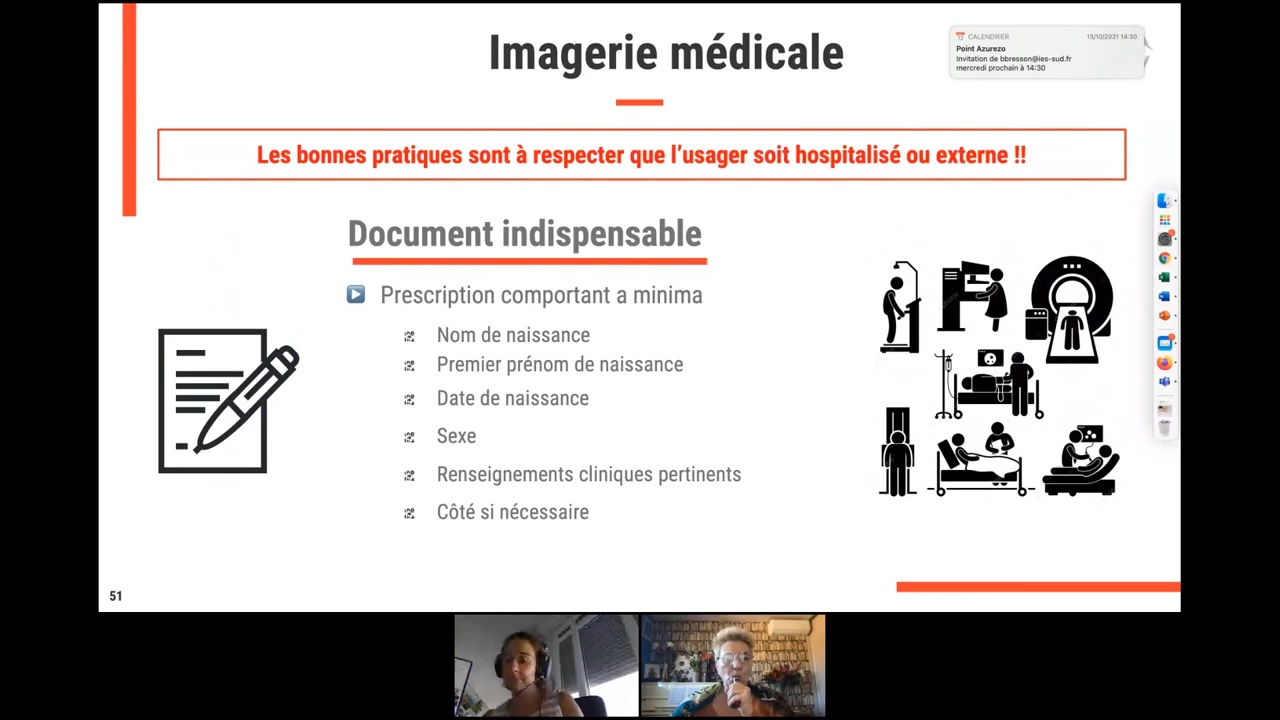 Imagerie médicale
CALENDRIER 13/10/2021 14:30
Point Azurezo
Invitation de bbresson@ies-sud.fr
mercredi prochain à 14:30
Les bonnes pratiques sont à respecter que l’usager soit hospitalisé ou externe !!
Document indispensable
Prescription comportant a minima
Nom de naissance
Premier prénom de naissance
Date de naissance
Sexe
Renseignements cliniques pertinents
Côté si nécessaire
51